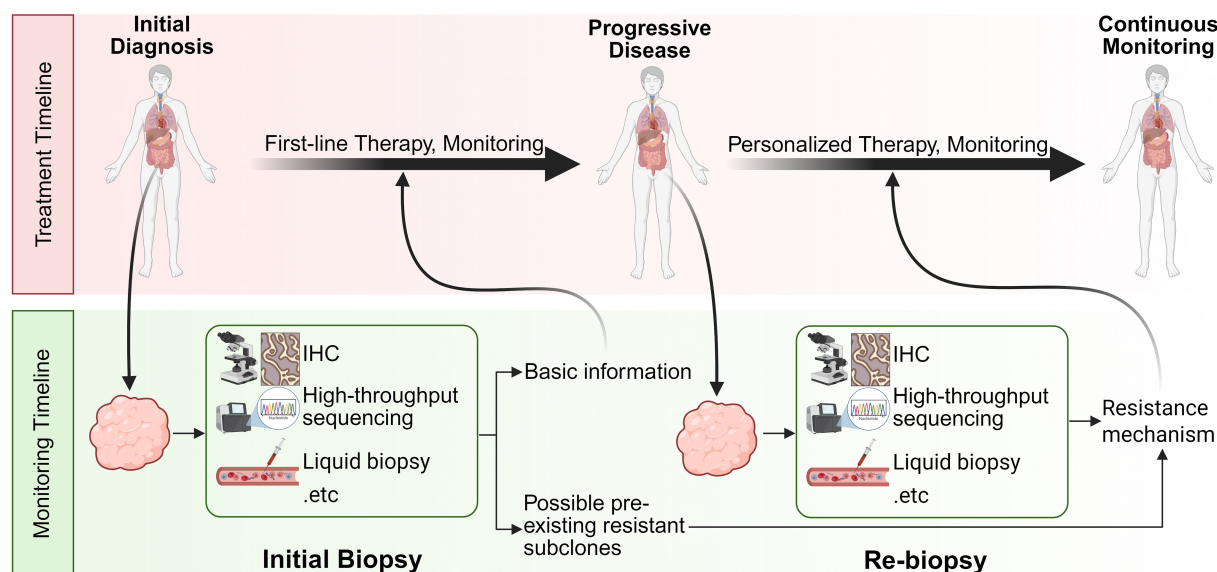 Initial
Diagnosis
Progressive
Disease
Continuous
Monitoring
Treatment Timeline
First-line Therapy, Monitoring
Personalized Therapy, Monitoring
Monitoring Timeline
IHC
High-throughput
sequencing
Nucleotide
Liquid biopsy
.etc
Basic information
Possible pre-
existing resistant
subclones
Initial Biopsy
IHC
High-throughput
sequencing
Nucleotide
Liquid biopsy
.etc
Resistance
mechanism
Re-biopsy